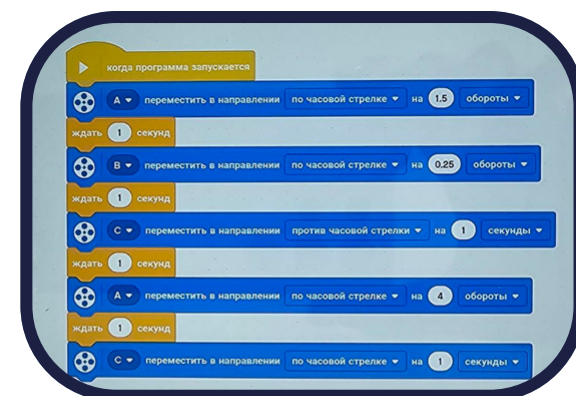 когда программа запускается
A переместить в направлении по часовой стрелке на 1.5 обороты
ждать 1 секунд
B переместить в направлении по часовой стрелке на 0.25 обороты
ждать 1 секунд
C переместить в направлении против часовой стрелки на 1 секунды
ждать 1 секунд
A переместить в направлении по часовой стрелке на 4 обороты
ждать 1 секунд
C переместить в направлении по часовой стрелке на 1 секунды